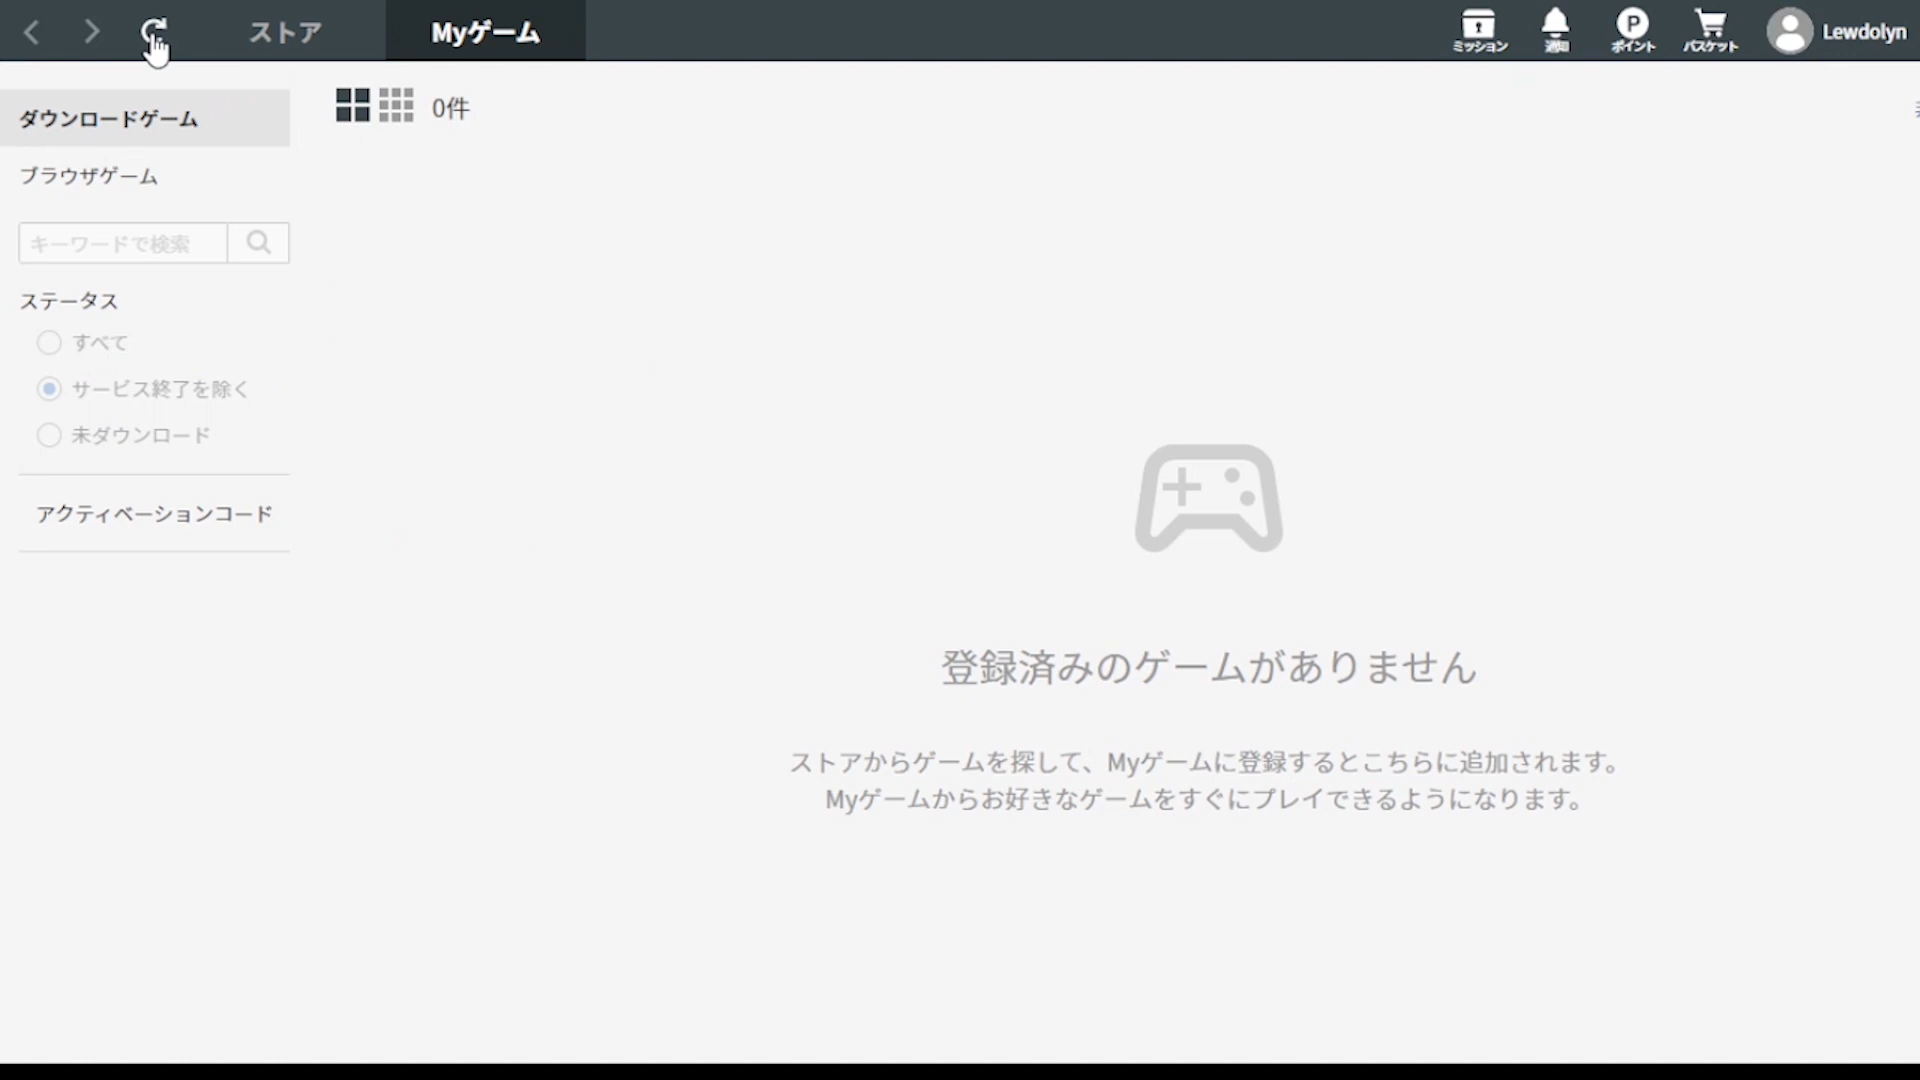 ストア
Myゲーム
ミッション
通知
ポイント
バスケット
Lewdolyn
ダウンロードゲーム
ブラウザゲーム
キーワードで検索
ステータス
すべて
サービス終了を除く
未ダウンロード
アクティベーションコード
0件
登録済みのゲームがありません
ストアからゲームを探して、Myゲームに登録するとこちらに追加されます。
Myゲームからお好きなゲームをすぐにプレイできるようになります。